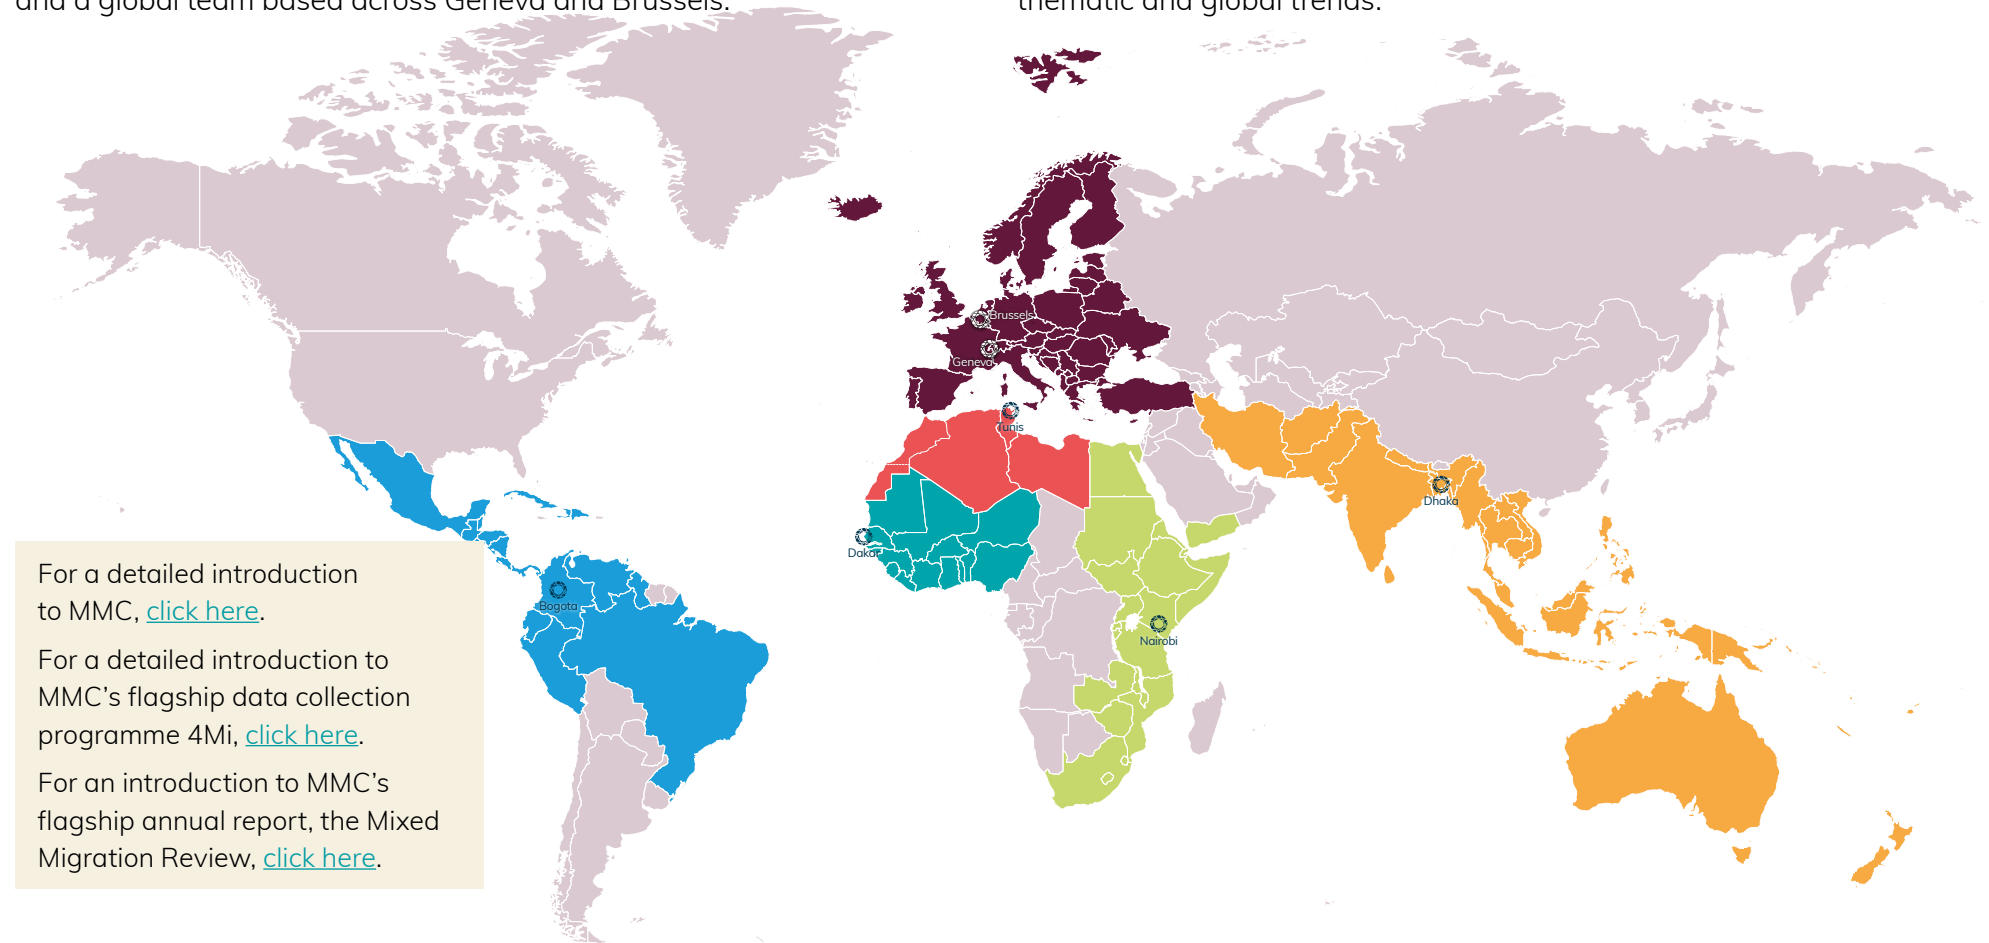 and a global team based across Geneva and Brussels.
thematic and global trends.
Brussels
Geneva
Tunis
Dhaka
Dakar
Bogota
Nairobi
For a detailed introduction
to MMC, click here.
For a detailed introduction to
MMC’s flagship data collection
programme 4Mi, click here.
For an introduction to MMC’s
flagship annual report, the Mixed
Migration Review, click here.